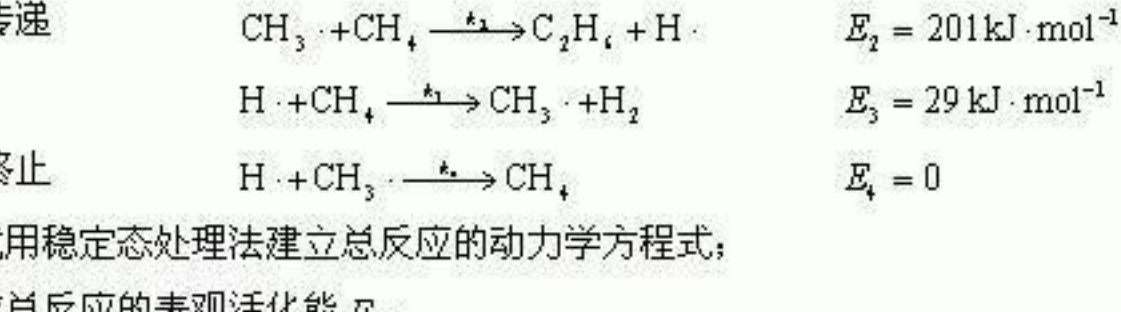 传递 CH₃·+CH₄ —k₂→ C₂H₆ + H· E₂ = 201kJ·mol⁻¹
H·+CH₄ —k₃→ CH₃·+H₂ E₃ = 29 kJ·mol⁻¹
终止 H·+CH₃· —k₄→ CH₄ E₄ = 0
用稳定态处理法建立总反应的动力学方程式;
总反应的表观活化能